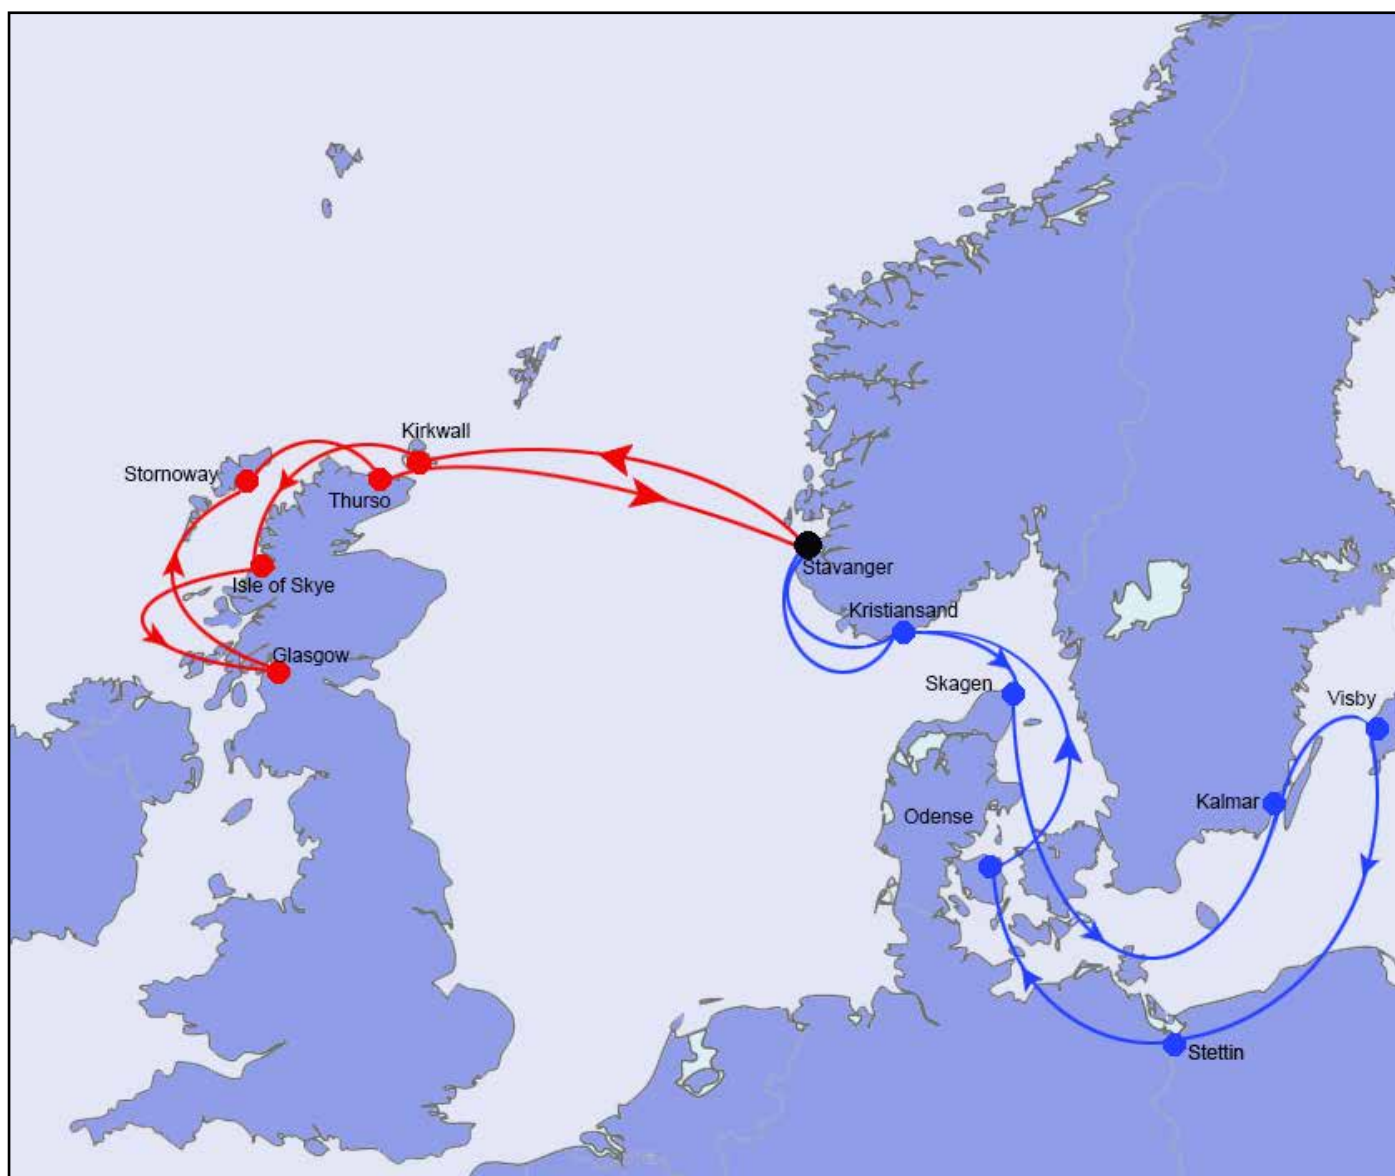 Kirkwall
Stornoway
Thurso
Stavanger
Isle of Skye
Kristiansand
Glasgow
Skagen
Visby
Kalmar
Odense
Stettin